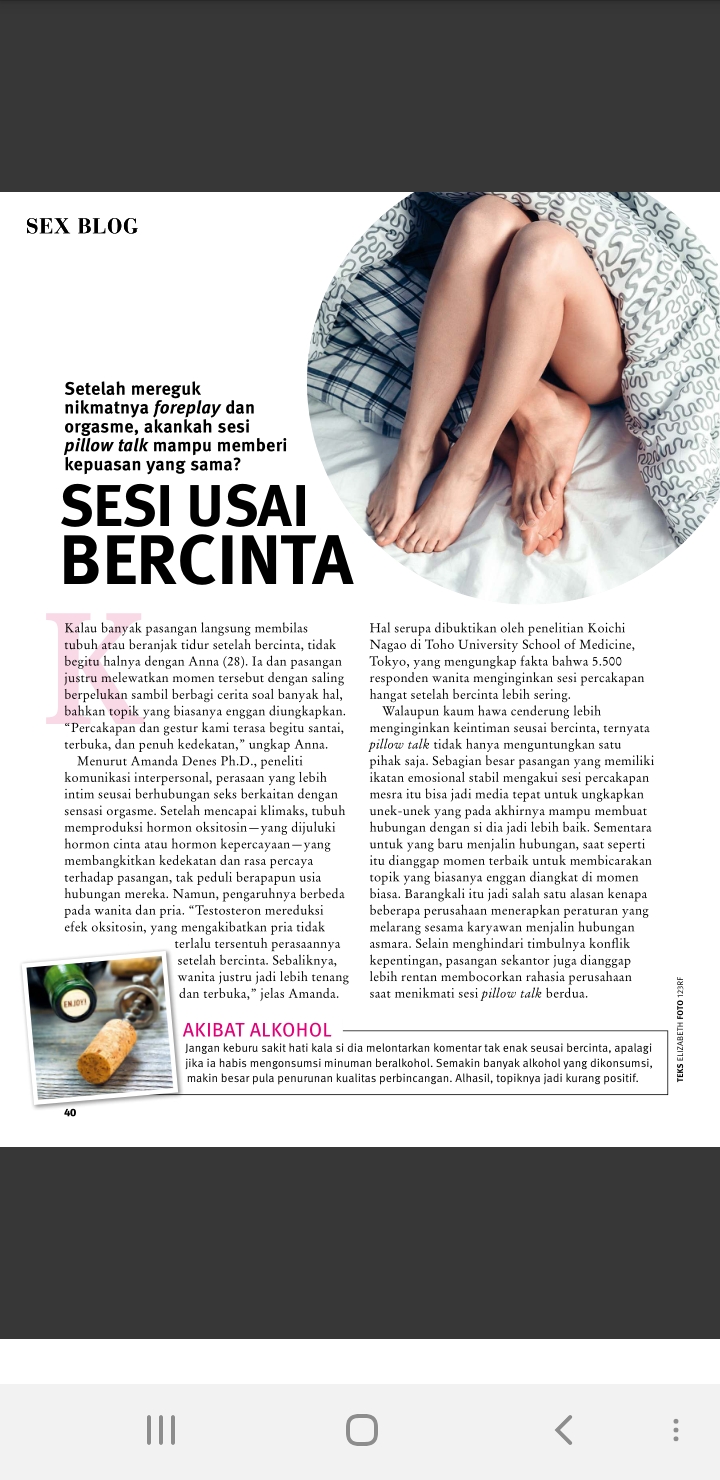 SEX BLOG
Setelah mereguk
nikmatnya foreplay dan
orgasme, akankah sesi
pillow talk mampu memberi
kepuasan yang sama?
SESI USAI
BERCINTA
K
Kalau banyak pasangan langsung membilas
tubuh atau beranjak tidur setelah bercinta, tidak
begitu halnya dengan Anna (28). Ia dan pasangan
justru melewatkan momen tersebut dengan saling
berpelukan sambil berbagi cerita soal banyak hal,
bahkan topik yang biasanya enggan diungkapkan.
“Percakapan dan gestur kami terasa begitu santai,
terbuka, dan penuh kedekatan,” ungkap Anna.
Menurut Amanda Denes Ph.D., peneliti
komunikasi interpersonal, perasaan yang lebih
intim seusai berhubungan seks berkaitan dengan
sensasi orgasme. Setelah mencapai klimaks, tubuh
memproduksi hormon oksitosin—yang dijuluki
hormon cinta atau hormon kepercayaan—yang
membangkitkan kedekatan dan rasa percaya
terhadap pasangan, tak peduli berapapun usia
hubungan mereka. Namun, pengaruhnya berbeda
pada wanita dan pria. “Testosteron mereduksi
efek oksitosin, yang mengakibatkan pria tidak
terlalu tersentuh perasaannya
setelah bercinta. Sebaliknya,
wanita justru jadi lebih tenang
dan terbuka,” jelas Amanda.
Hal serupa dibuktikan oleh penelitian Koichi
Nagao di Toho University School of Medicine,
Tokyo, yang mengungkap fakta bahwa 5.500
responden wanita menginginkan sesi percakapan
hangat setelah bercinta lebih sering.
Walaupun kaum hawa cenderung lebih
menginginkan keintiman seusai bercinta, ternyata
pillow talk tidak hanya menguntungkan satu
pihak saja. Sebagian besar pasangan yang memiliki
ikatan emosional stabil mengakui sesi percakapan
mesra itu bisa jadi media tepat untuk ungkapkan
unek-unek yang pada akhirnya mampu membuat
hubungan dengan si dia jadi lebih baik. Sementara
untuk yang baru menjalin hubungan, saat seperti
itu dianggap momen terbaik untuk membicarakan
topik yang biasanya enggan diangkat di momen
biasa. Barangkali itu jadi salah satu alasan kenapa
beberapa perusahaan menerapkan peraturan yang
melarang sesama karyawan menjalin hubungan
asmara. Selain menghindari timbulnya konflik
kepentingan, pasangan sekantor juga dianggap
lebih rentan membocorkan rahasia perusahaan
saat menikmati sesi pillow talk berdua.
ENJOY!
AKIBAT ALKOHOL
Jangan keburu sakit hati kala si dia melontarkan komentar tak enak seusai bercinta, apalagi
jika ia habis mengonsumsi minuman beralkohol. Semakin banyak alkohol yang dikonsumsi,
makin besar pula penurunan kualitas perbincangan. Alhasil, topiknya jadi kurang positif.
TEKS ELIZABETH FOTO 123RF
40